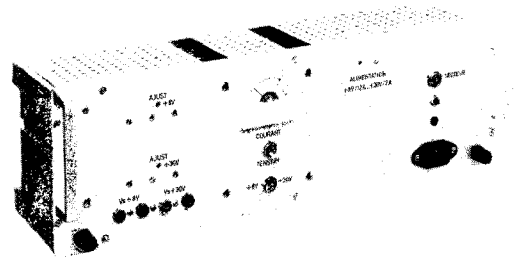 AJUST
+8V
AJUST
+30V
Vs+8V
Vs+30V
COURANT
TENSION
+8V
+30V
ALIMENTATION
SECTEUR